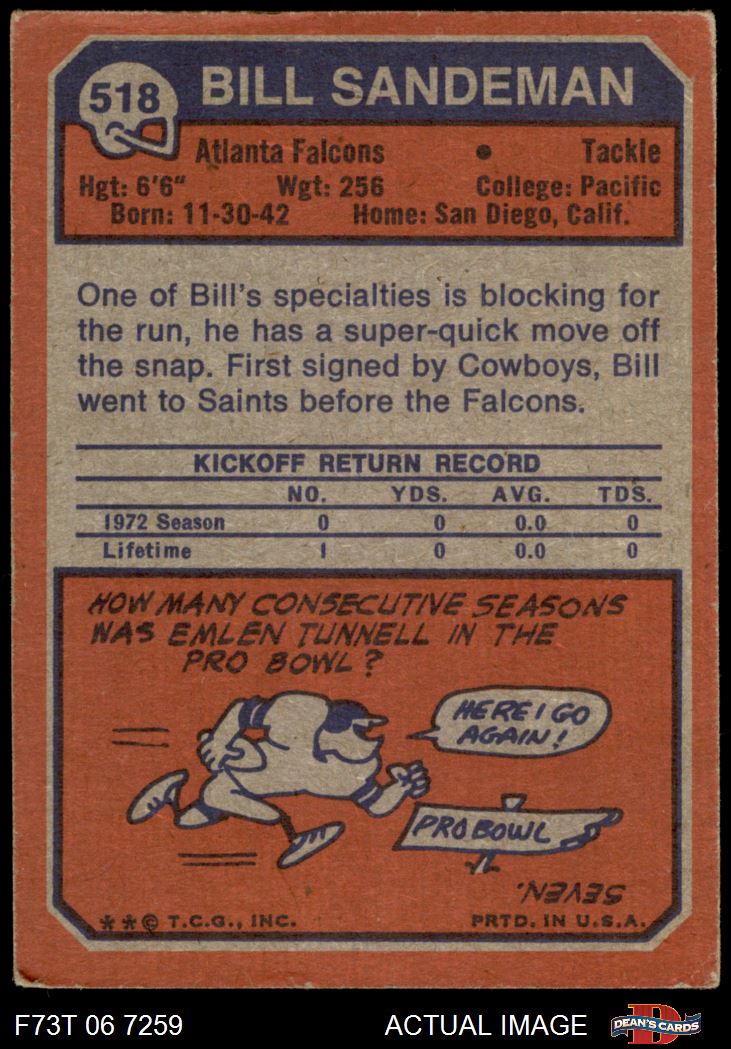 518 BILL SANDEMAN
Atlanta Falcons • Tackle
Hgt: 6'6" Wgt: 256 College: Pacific
Born: 11-30-42 Home: San Diego, Calif.
One of Bill's specialties is blocking for
the run, he has a super-quick move off
the snap. First signed by Cowboys, Bill
went to Saints before the Falcons.
KICKOFF RETURN RECORD
NO. YDS. AVG. TDS.
1972 Season 0 0 0.0 0
Lifetime 1 0 0.0 0
HOW MANY CONSECUTIVE SEASONS
WAS EMLEN TUNNELL IN THE
PRO BOWL?
HERE I GO
AGAIN!
PRO BOWL
SEVEN.
**© T.C.G., INC. PRTD. IN U.S.A.
F73T 06 7259 ACTUAL IMAGE D DEAN'S CARDS